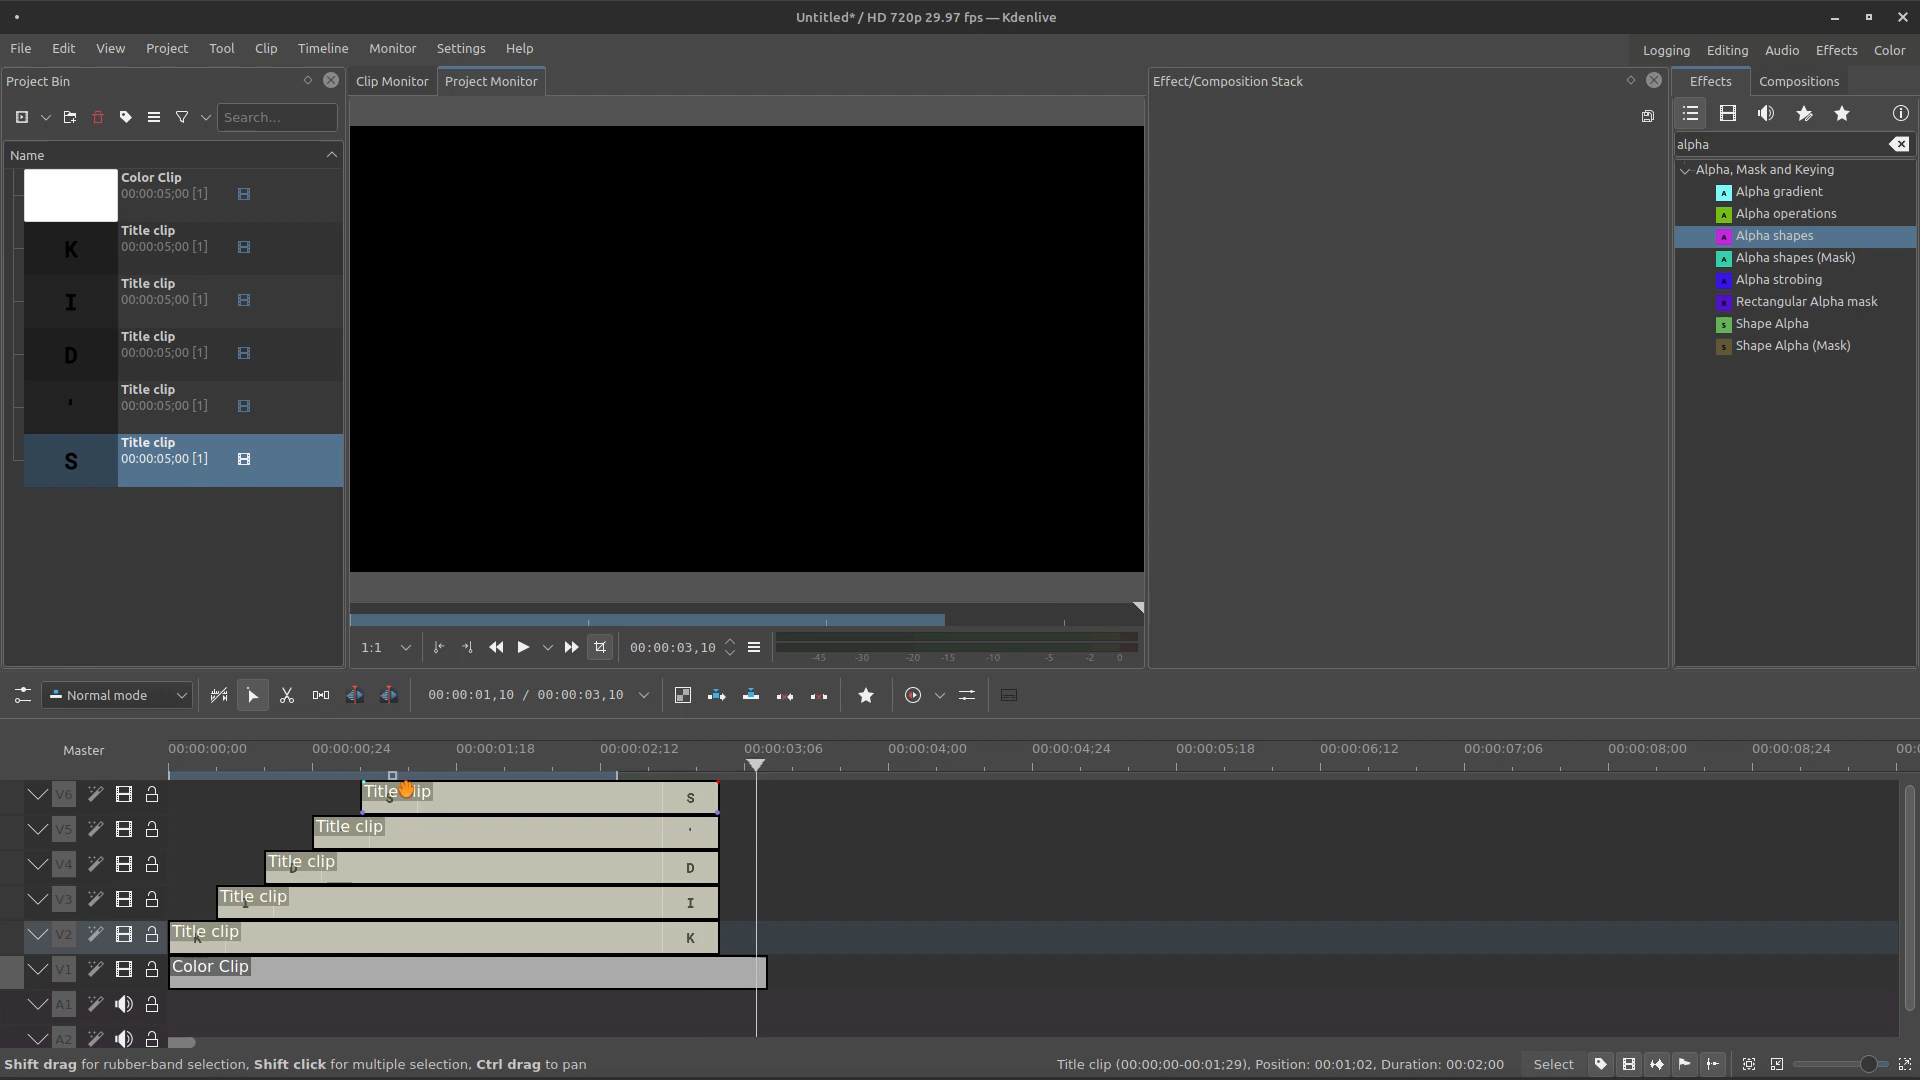 Untitled* / HD 720p 29.97 fps — Kdenlive
File Edit View Project Tool Clip Timeline Monitor Settings Help
Logging Editing Audio Effects Color
Project Bin
Clip Monitor Project Monitor
Effect/Composition Stack
Effects Compositions
Search...
alpha
Name
Color Clip
00:00:05;00 [1]
K
Title clip
00:00:05;00 [1]
I
Title clip
00:00:05;00 [1]
D
Title clip
00:00:05;00 [1]
'
Title clip
00:00:05;00 [1]
S
Title clip
00:00:05;00 [1]
Alpha, Mask and Keying
Alpha gradient
Alpha operations
Alpha shapes
Alpha shapes (Mask)
Alpha strobing
Rectangular Alpha mask
Shape Alpha
Shape Alpha (Mask)
1:1
00:00:03,10
-45 -30 -20 -15 -10 -5 -2 0
Normal mode
00:00:01,10 / 00:00:03,10
Master
00:00:00;00 00:00:00;24 00:00:01;18 00:00:02;12 00:00:03;06 00:00:04;00 00:00:04;24 00:00:05;18 00:00:06;12 00:00:07;06 00:00:08;00 00:00:08;24
V6 Title clip S
V5 Title clip '
V4 Title clip D
V3 Title clip I
V2 Title clip K
V1 Color Clip
A1
A2
Shift drag for rubber-band selection, Shift click for multiple selection, Ctrl drag to pan
Title clip (00:00;00-00:01;29), Position: 00:01;02, Duration: 00:02;00
Select